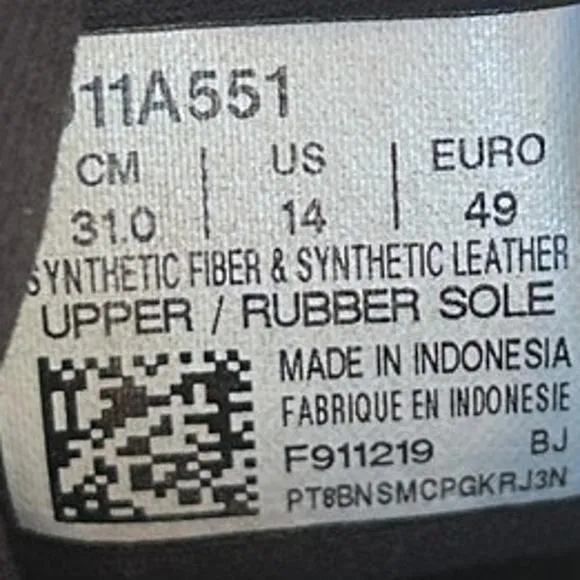 11A551
CM | US | EURO
31.0 | 14 | 49
SYNTHETIC FIBER & SYNTHETIC LEATHER
UPPER / RUBBER SOLE
MADE IN INDONESIA
FABRIQUE EN INDONESIE
F911219 BJ
PT8BNSMCPGKRJ3N